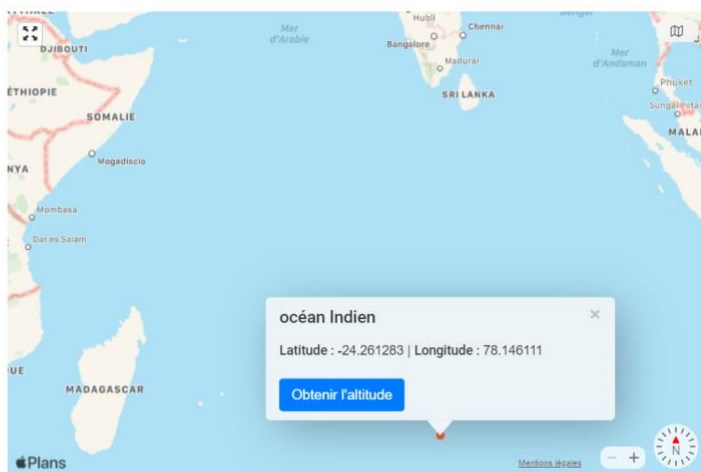 Mer
d'Arabie
Hubli
Chennai
Bangalore
Madurai
DJIBOUTI
Mer
d'Andaman
Phuket
ÉTHIOPIE
SRI LANKA
SOMALIE
MALA
Mogadiscio
NYA
Mombasa
Dar es Salam
océan Indien
×
Latitude : -24.261283 | Longitude : 78.146111
UE
MADAGASCAR
Obtenir l'altitude
Plans
Mentions légales
− +
N